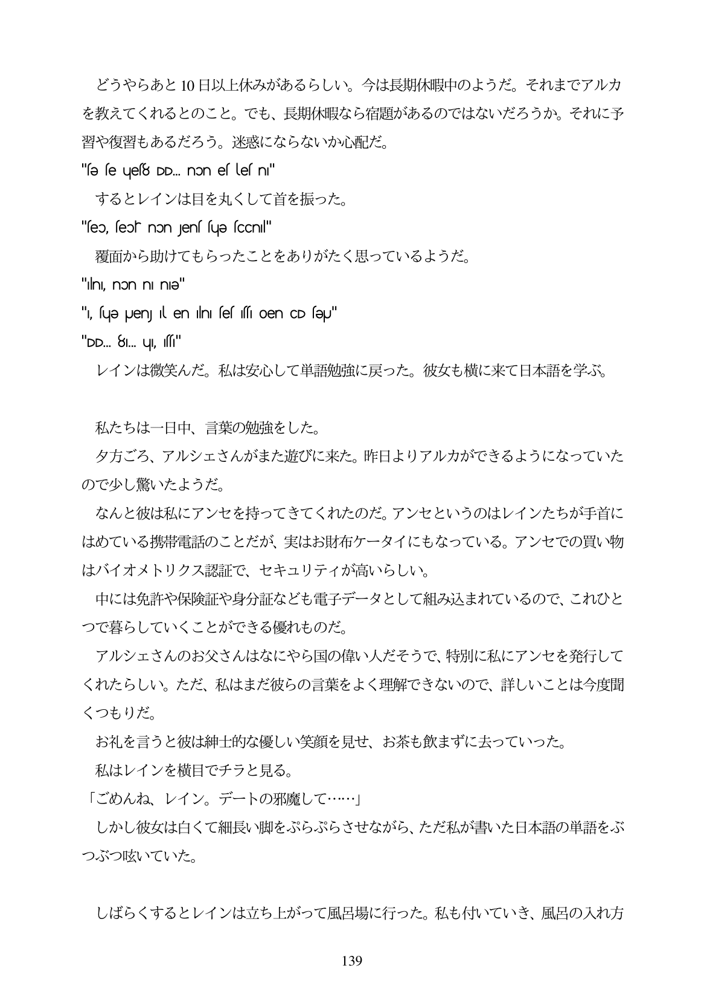 どうやらあと 10 日以上休みがあるらしい。今は長期休暇中のようだ。それまでアルカ
を教えてくれるとのこと。でも、長期休暇なら宿題があるのではないだろうか。それに予
習や復習もあるだろう。迷惑にならないか心配だ。
するとレインは目を丸くして首を振った。
覆面から助けてもらったことをありがたく思っているようだ。
レインは微笑んだ。私は安心して単語勉強に戻った。彼女も横に来て日本語を学ぶ。
私たちは一日中、言葉の勉強をした。
夕方ごろ、アルシェさんがまた遊びに来た。昨日よりアルカができるようになっていた
ので少し驚いたようだ。
なんと彼は私にアンセを持ってきてくれたのだ。アンセというのはレインたちが手首に
はめている携帯電話のことだが、実はお財布ケータイにもなっている。アンセでの買い物
はバイオメトリクス認証で、セキュリティが高いらしい。
中には免許や保険証や身分証なども電子データとして組み込まれているので、これひと
つで暮らしていくことができる優れものだ。
アルシェさんのお父さんはなにやら国の偉い人だそうで、特別に私にアンセを発行して
くれたらしい。ただ、私はまだ彼らの言葉をよく理解できないので、詳しいことは今度聞
くつもりだ。
お礼を言うと彼は紳士的な優しい笑顔を見せ、お茶も飲まずに去っていった。
私はレインを横目でチラと見る。
「ごめんね、レイン。デートの邪魔して……」
しかし彼女は白くて細長い脚をぷらぷらさせながら、ただ私が書いた日本語の単語をぶ
つぶつ呟いていた。
しばらくするとレインは立ち上がって風呂場に行った。私も付いていき、風呂の入れ方
139